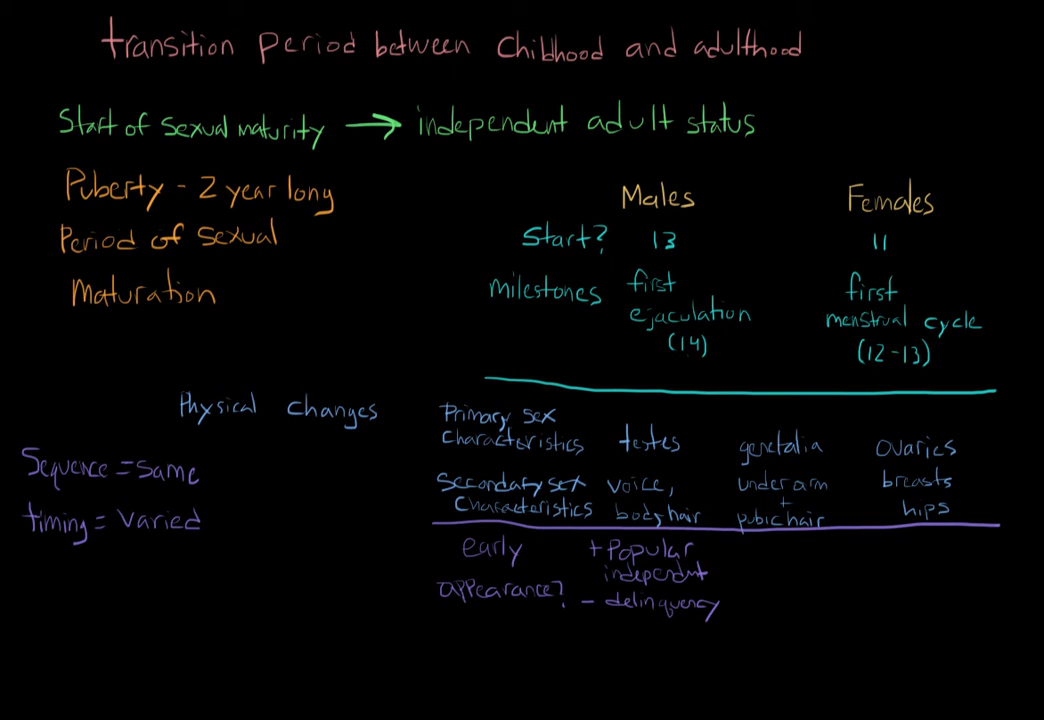 transition period between childhood and adulthood
Start of sexual maturity → independent adult status
Puberty - 2 year long
Period of sexual
Maturation
Males Females
Start? 13 11
milestones first ejaculation (14) first menstrual cycle (12-13)
Physical changes
Primary sex
characteristics testes genetalia ovaries
Secondary sex
Characteristics voice, body hair under arm + pubic hair breasts hips
Sequence = same
timing = varied
early
appearance?
+ Popular
independent
- delinquency